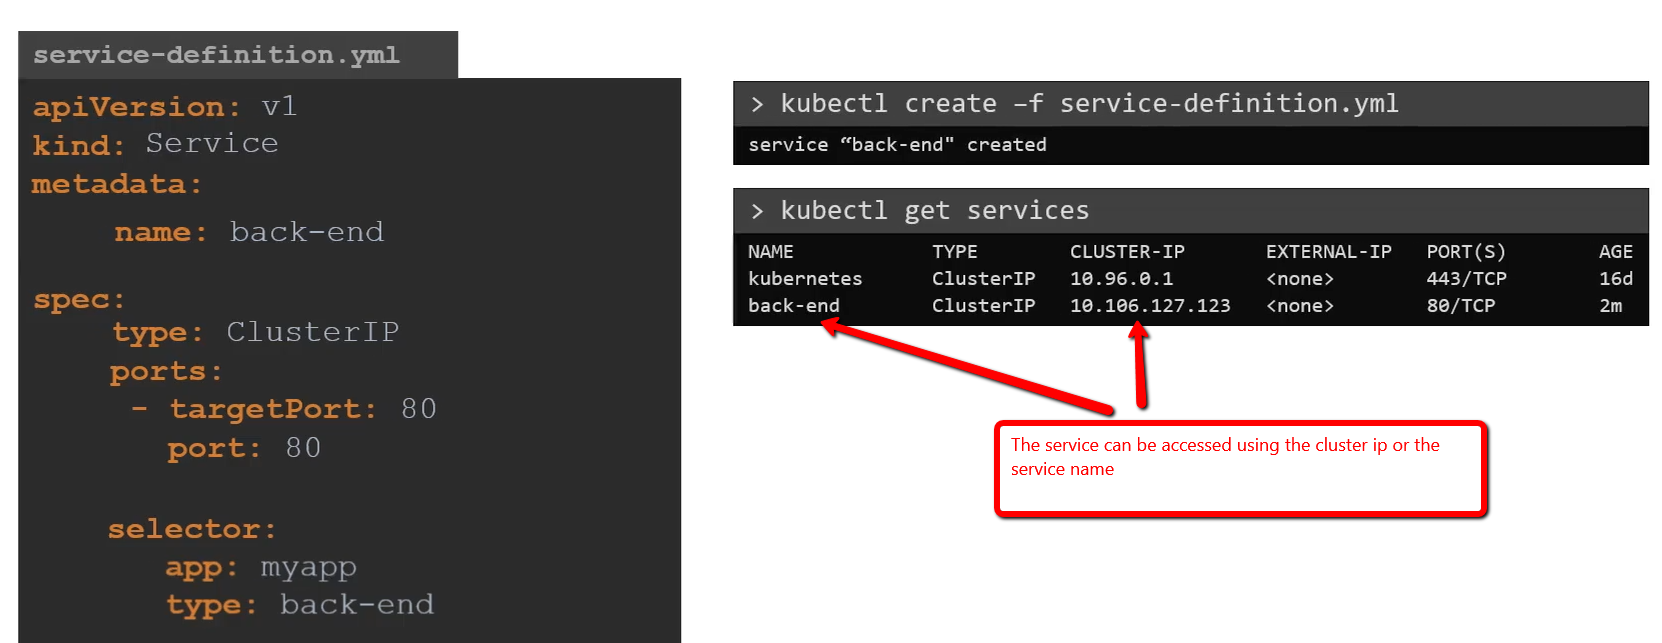 service-definition.yml
apiVersion: v1
kind: Service
metadata:
name: back-end
spec:
type: ClusterIP
ports:
- targetPort: 80
port: 80
selector:
app: myapp
type: back-end
> kubectl create –f service-definition.yml
service “back-end" created
> kubectl get services
NAME TYPE CLUSTER-IP EXTERNAL-IP PORT(S) AGE
kubernetes ClusterIP 10.96.0.1 <none> 443/TCP 16d
back-end ClusterIP 10.106.127.123 <none> 80/TCP 2m
The service can be accessed using the cluster ip or the
service name